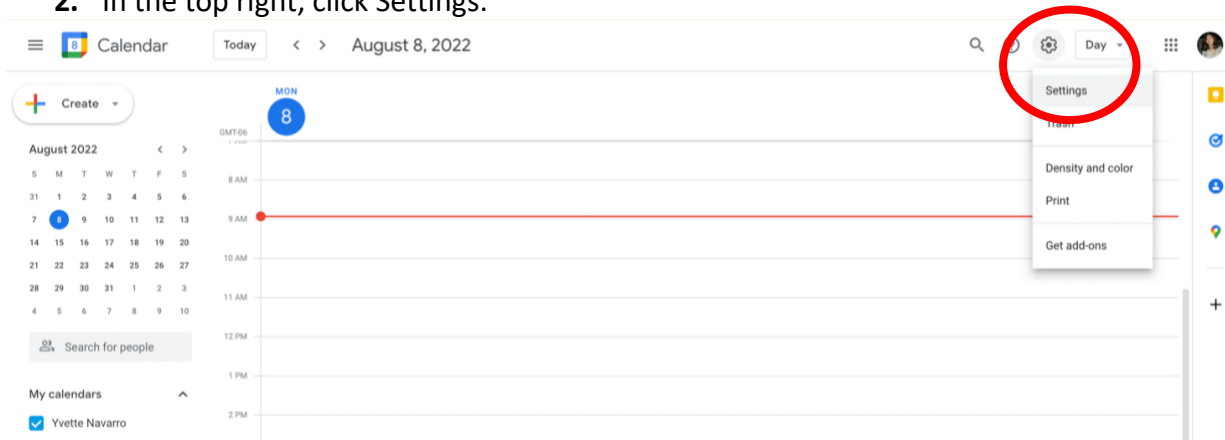 2. In the top right, click Settings.
8 Calendar Today < > August 8, 2022 Day
Create
MON
8
GMT-06
August 2022 < >
S M T W T F S
31 1 2 3 4 5 6
7 8 9 10 11 12 13
14 15 16 17 18 19 20
21 22 23 24 25 26 27
28 29 30 31 1 2 3
4 5 6 7 8 9 10
Search for people
My calendars
Yvette Navarro
8 AM
9 AM
10 AM
11 AM
12 PM
1 PM
2 PM
Settings
Trash
Density and color
Print
Get add-ons